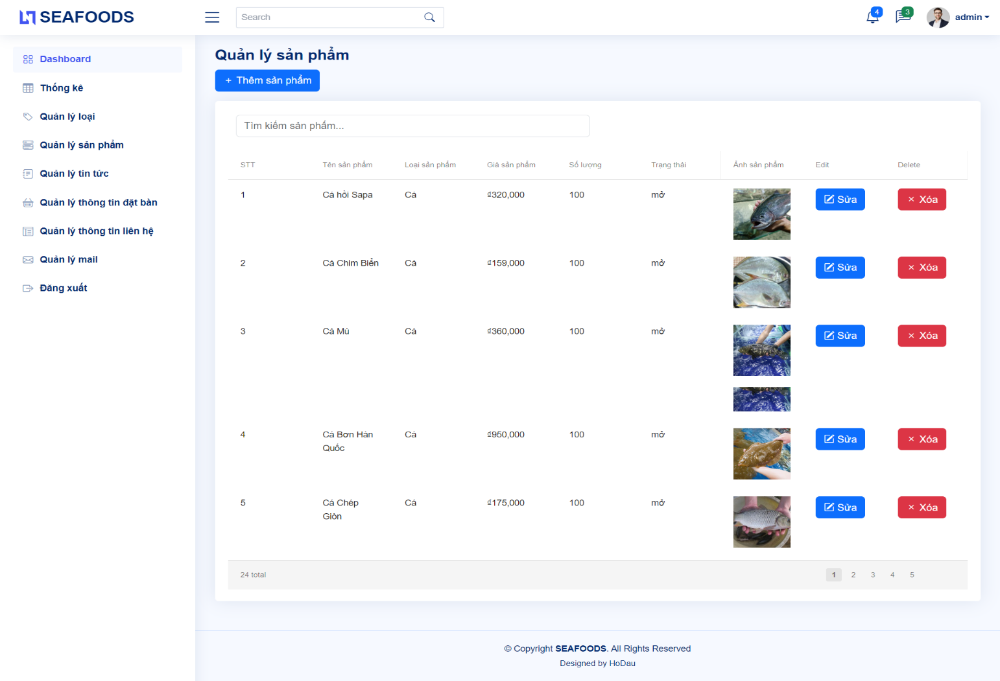 SEAFOODS
Search
4
3
admin
Dashboard
Thống kê
Quản lý loại
Quản lý sản phẩm
Quản lý tin tức
Quản lý thông tin đặt bàn
Quản lý thông tin liên hệ
Quản lý mail
Đăng xuất
Quản lý sản phẩm
+ Thêm sản phẩm
Tìm kiếm sản phẩm...
STT Tên sản phẩm Loại sản phẩm Giá sản phẩm Số lượng Trạng thái Ảnh sản phẩm Edit Delete
1 Cá hồi Sapa Cá ₫320,000 100 mở Sửa × Xóa
2 Cá Chim Biển Cá ₫159,000 100 mở Sửa × Xóa
3 Cá Mú Cá ₫360,000 100 mở Sửa × Xóa
4 Cá Bơn Hàn Cá ₫950,000 100 mở Sửa × Xóa
Quốc
5 Cá Chép Cá ₫175,000 100 mở Sửa × Xóa
Giòn
24 total 1 2 3 4 5
© Copyright SEAFOODS. All Rights Reserved
Designed by HoDau